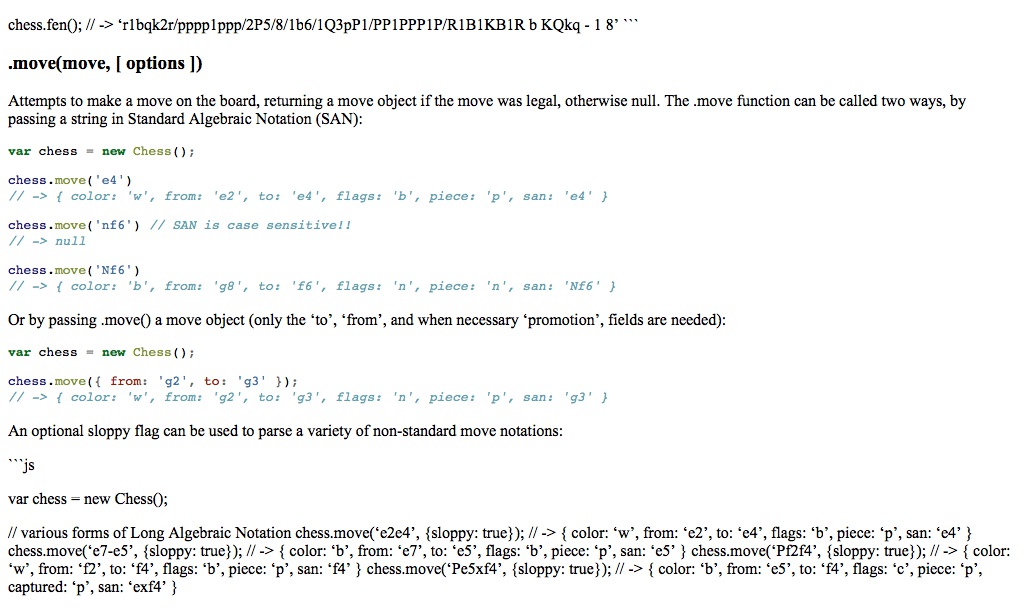 chess.fen(); // -> ‘r1bqk2r/pppp1ppp/2P5/8/1b6/1Q3pP1/PP1PPP1P/R1B1KB1R b KQkq - 1 8’ ```
.move(move, [ options ])
Attempts to make a move on the board, returning a move object if the move was legal, otherwise null. The .move function can be called two ways, by
passing a string in Standard Algebraic Notation (SAN):
var chess = new Chess();
chess.move('e4')
// -> { color: 'w', from: 'e2', to: 'e4', flags: 'b', piece: 'p', san: 'e4' }
chess.move('nf6') // SAN is case sensitive!!
// -> null
chess.move('Nf6')
// -> { color: 'b', from: 'g8', to: 'f6', flags: 'n', piece: 'n', san: 'Nf6' }
Or by passing .move() a move object (only the ‘to’, ‘from’, and when necessary ‘promotion’, fields are needed):
var chess = new Chess();
chess.move({ from: 'g2', to: 'g3' });
// -> { color: 'w', from: 'g2', to: 'g3', flags: 'n', piece: 'p', san: 'g3' }
An optional sloppy flag can be used to parse a variety of non-standard move notations:
```js
var chess = new Chess();
// various forms of Long Algebraic Notation chess.move(‘e2e4’, {sloppy: true}); // -> { color: ‘w’, from: ‘e2’, to: ‘e4’, flags: ‘b’, piece: ‘p’, san: ‘e4’ }
chess.move(‘e7-e5’, {sloppy: true}); // -> { color: ‘b’, from: ‘e7’, to: ‘e5’, flags: ‘b’, piece: ‘p’, san: ‘e5’ } chess.move(‘Pf2f4’, {sloppy: true}); // -> { color:
‘w’, from: ‘f2’, to: ‘f4’, flags: ‘b’, piece: ‘p’, san: ‘f4’ } chess.move(‘Pe5xf4’, {sloppy: true}); // -> { color: ‘b’, from: ‘e5’, to: ‘f4’, flags: ‘c’, piece: ‘p’,
captured: ‘p’, san: ‘exf4’ }